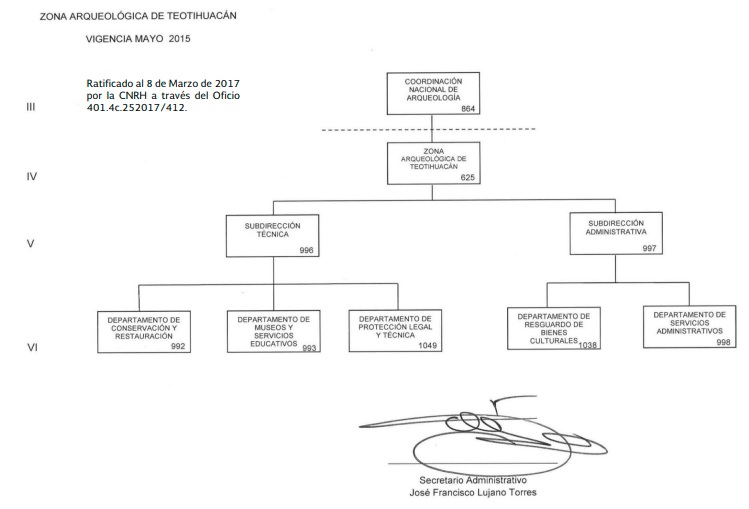 ZONA ARQUEOLÓGICA DE TEOTIHUACÁN
VIGENCIA MAYO 2015
Ratificado al 8 de Marzo de 2017
por la CNRH a través del Oficio
401.4c.252017/412.
III
COORDINACIÓN
NACIONAL DE
ARQUEOLOGÍA
864
IV
ZONA
ARQUEOLÓGICA DE
TEOTIHUACÁN
625
V
SUBDIRECCIÓN
TÉCNICA
996
SUBDIRECCIÓN
ADMINISTRATIVA
997
VI
DEPARTAMENTO DE
CONSERVACIÓN Y
RESTAURACIÓN
992
DEPARTAMENTO DE
MUSEOS Y
SERVICIOS
EDUCATIVOS
993
DEPARTAMENTO DE
PROTECCIÓN LEGAL
Y TÉCNICA
1049
DEPARTAMENTO DE
RESGUARDO DE
BIENES
CULTURALES
1038
DEPARTAMENTO DE
SERVICIOS
ADMINISTRATIVOS
998
Secretario Administrativo
José Francisco Lujano Torres